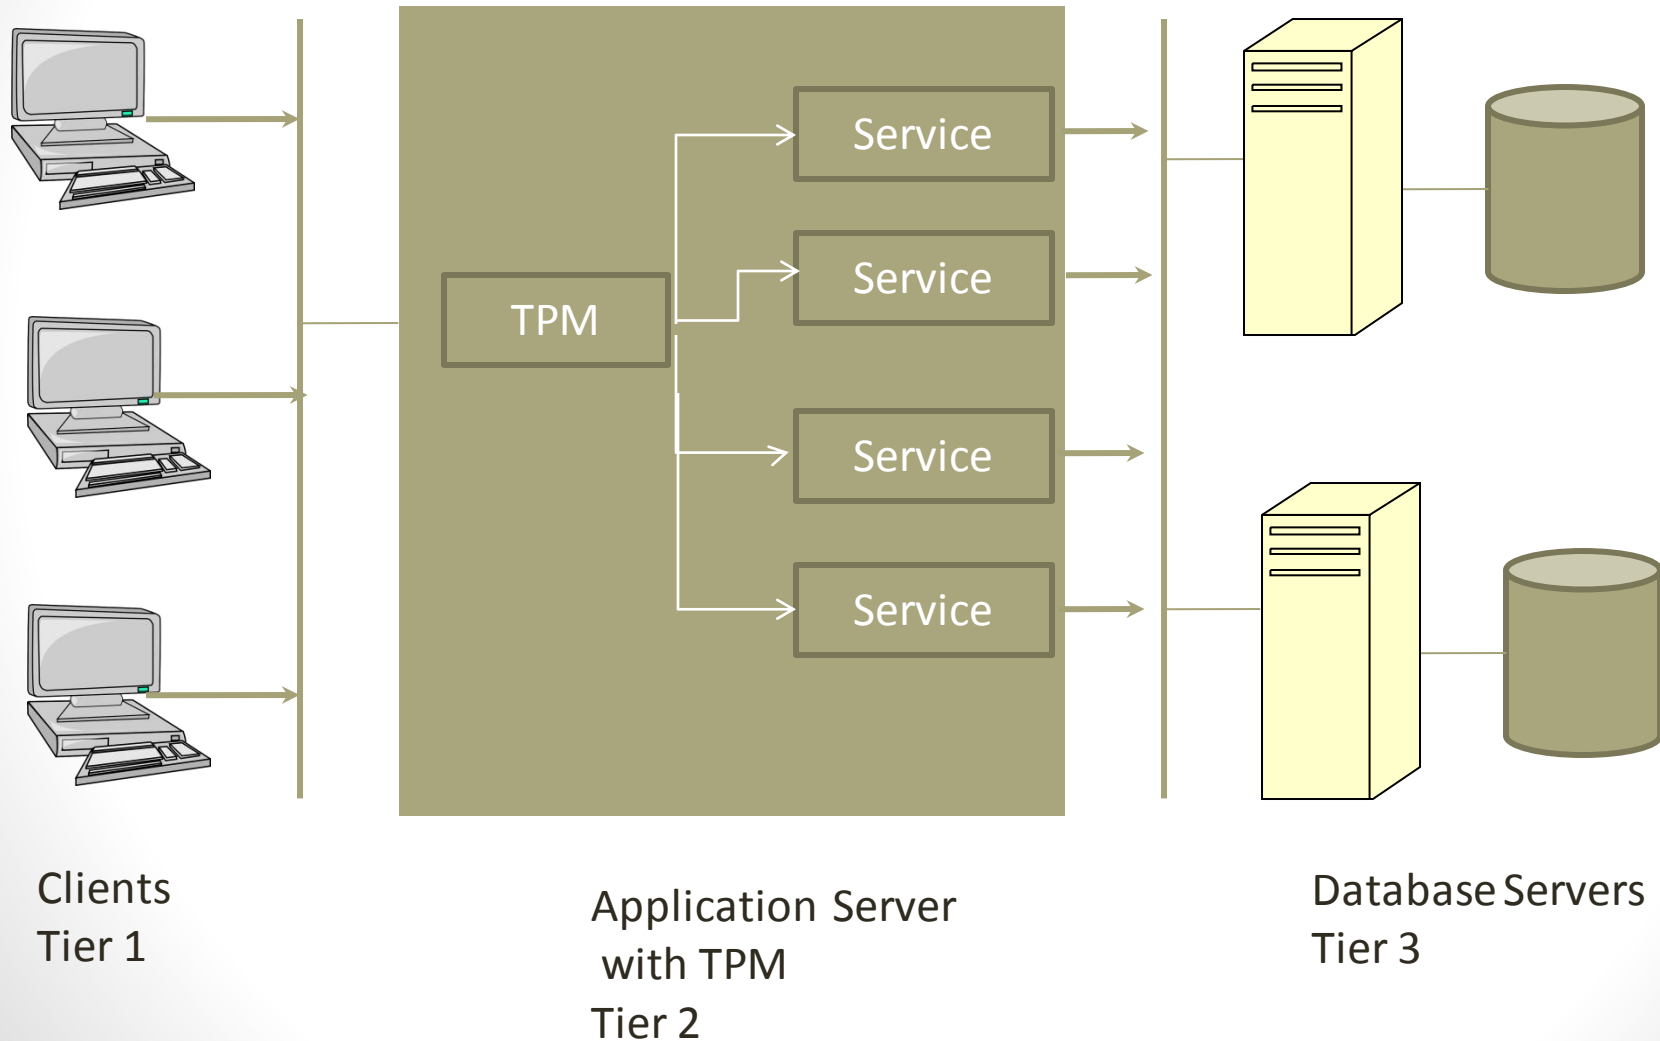 Service
Service
TPM
Service
Service
Clients
Tier 1
Application Server
with TPM
Tier 2
Database Servers
Tier 3